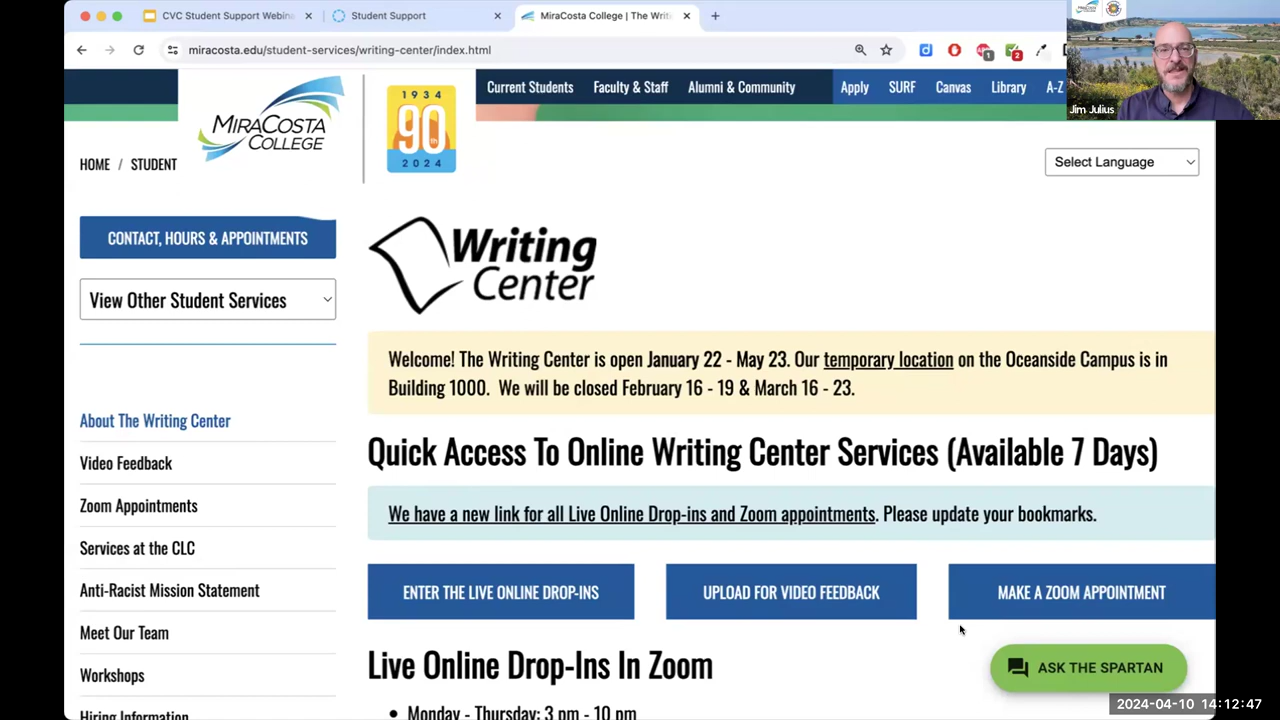 CVC Student Support Webina
Student Support
MiraCosta College | The Writi
miracosta.edu/student-services/writing-center/index.html
1
2
Jim Julius
Current Students
Faculty & Staff
Alumni & Community
Apply
SURF
Canvas
Library
A-Z
MIRACOSTA
COLLEGE
1934
90th
2024
HOME / STUDENT
Select Language
CONTACT, HOURS & APPOINTMENTS
View Other Student Services
About The Writing Center
Video Feedback
Zoom Appointments
Services at the CLC
Anti-Racist Mission Statement
Meet Our Team
Workshops
Hiring Information
Writing
Center
Welcome! The Writing Center is open January 22 - May 23. Our temporary location on the Oceanside Campus is in
Building 1000. We will be closed February 16 - 19 & March 16 - 23.
Quick Access To Online Writing Center Services (Available 7 Days)
We have a new link for all Live Online Drop-ins and Zoom appointments. Please update your bookmarks.
ENTER THE LIVE ONLINE DROP-INS
UPLOAD FOR VIDEO FEEDBACK
MAKE A ZOOM APPOINTMENT
Live Online Drop-Ins In Zoom
Monday - Thursday: 3 pm - 10 pm
ASK THE SPARTAN
2024-04-10 14:12:47